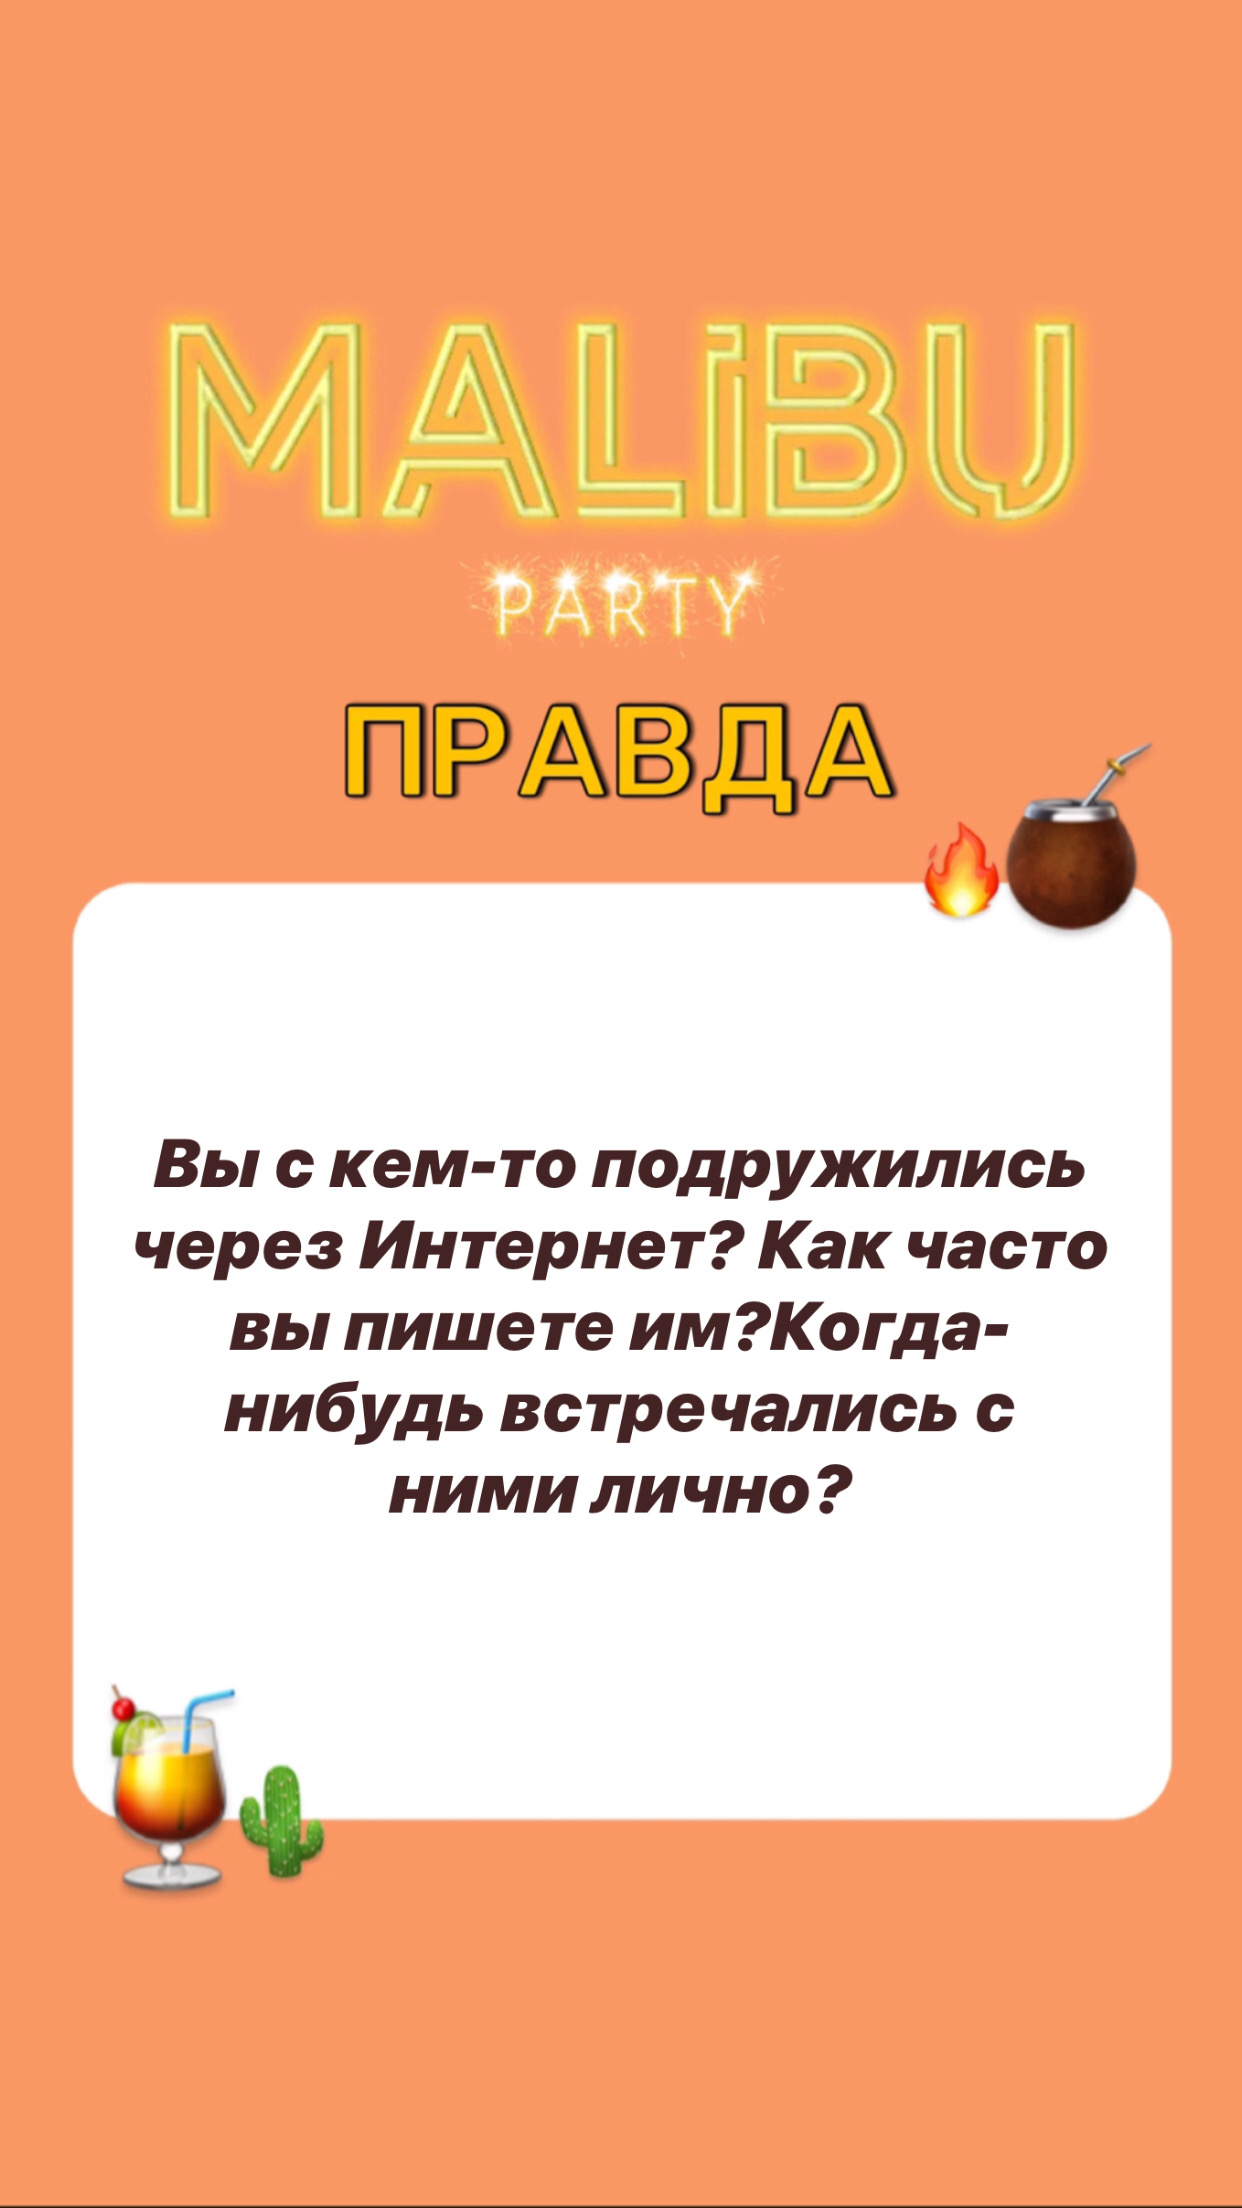 MALiBU
PARTY
ПРАВДА
Вы с кем-то подружились
через Интернет? Как часто
вы пишете им?Когда-
нибудь встречались с
ними лично?